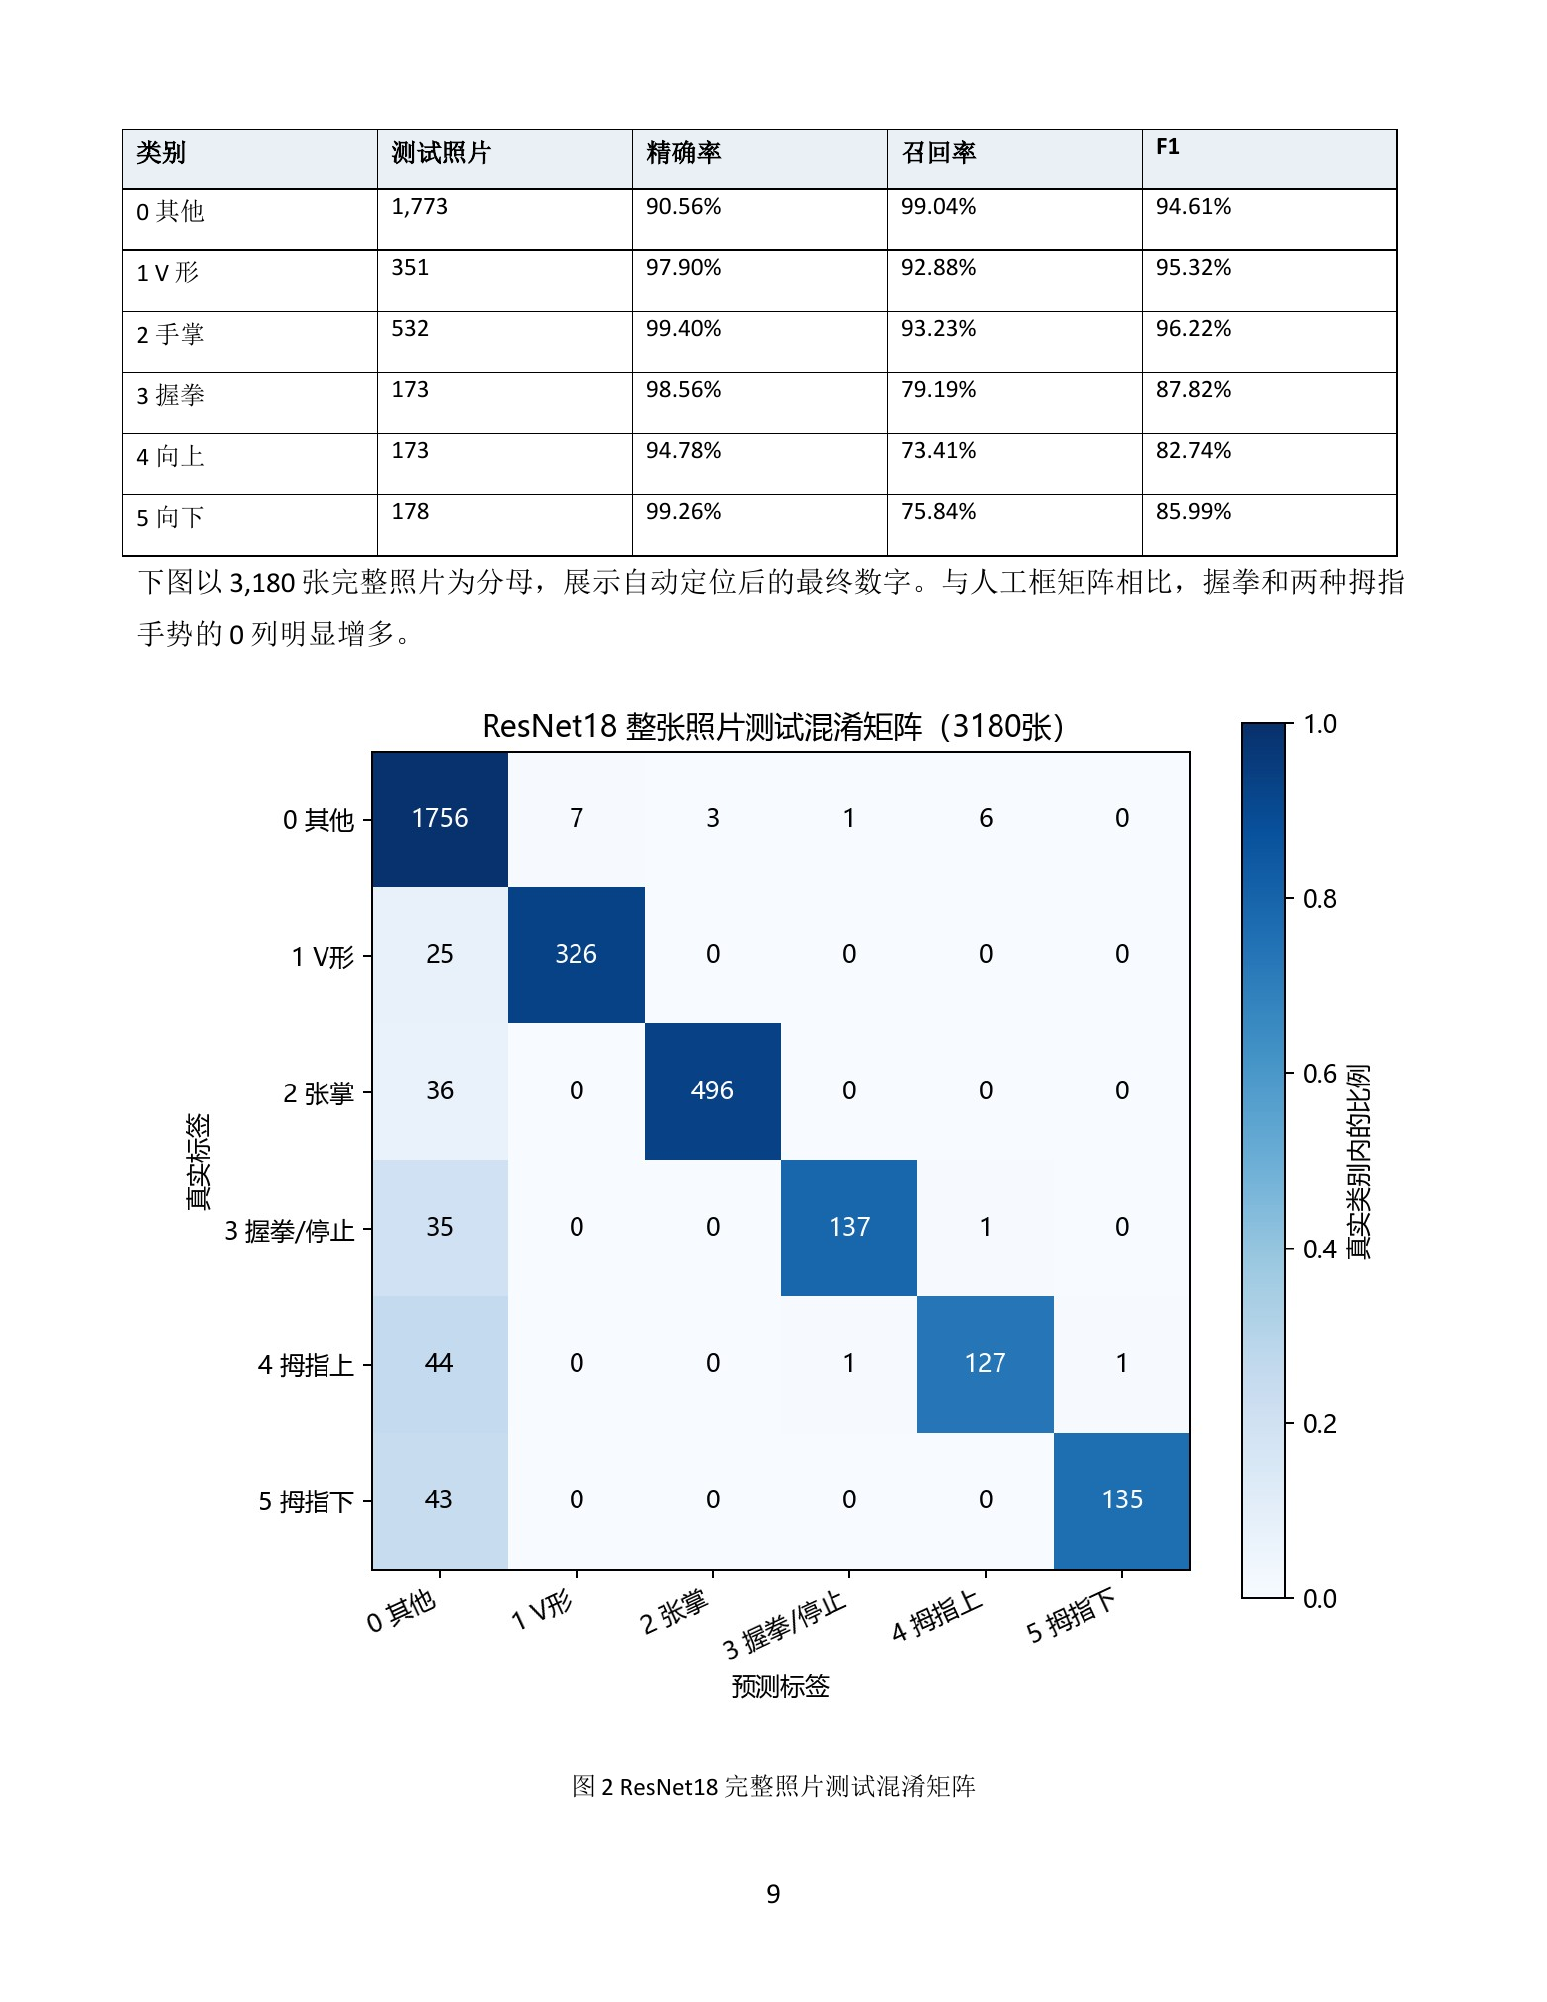 类别 测试照片 精确率 召回率 F1
0 其他 1,773 90.56% 99.04% 94.61%
1 V 形 351 97.90% 92.88% 95.32%
2 手掌 532 99.40% 93.23% 96.22%
3 握拳 173 98.56% 79.19% 87.82%
4 向上 173 94.78% 73.41% 82.74%
5 向下 178 99.26% 75.84% 85.99%
下图以 3,180 张完整照片为分母，展示自动定位后的最终数字。与人工框矩阵相比，握拳和两种拇指
手势的 0 列明显增多。
ResNet18 整张照片测试混淆矩阵（3180张）
真实标签
0 其他 1756 7 3 1 6 0
1 V形 25 326 0 0 0 0
2 张掌 36 0 496 0 0 0
3 握拳/停止 35 0 0 137 1 0
4 拇指上 44 0 0 1 127 1
5 拇指下 43 0 0 0 0 135
0 其他 1 V形 2 张掌 3 握拳/停止 4 拇指上 5 拇指下
预测标签
1.0
0.8
0.6
0.4
0.2
0.0
真实类别内的比例
图 2 ResNet18 完整照片测试混淆矩阵
9